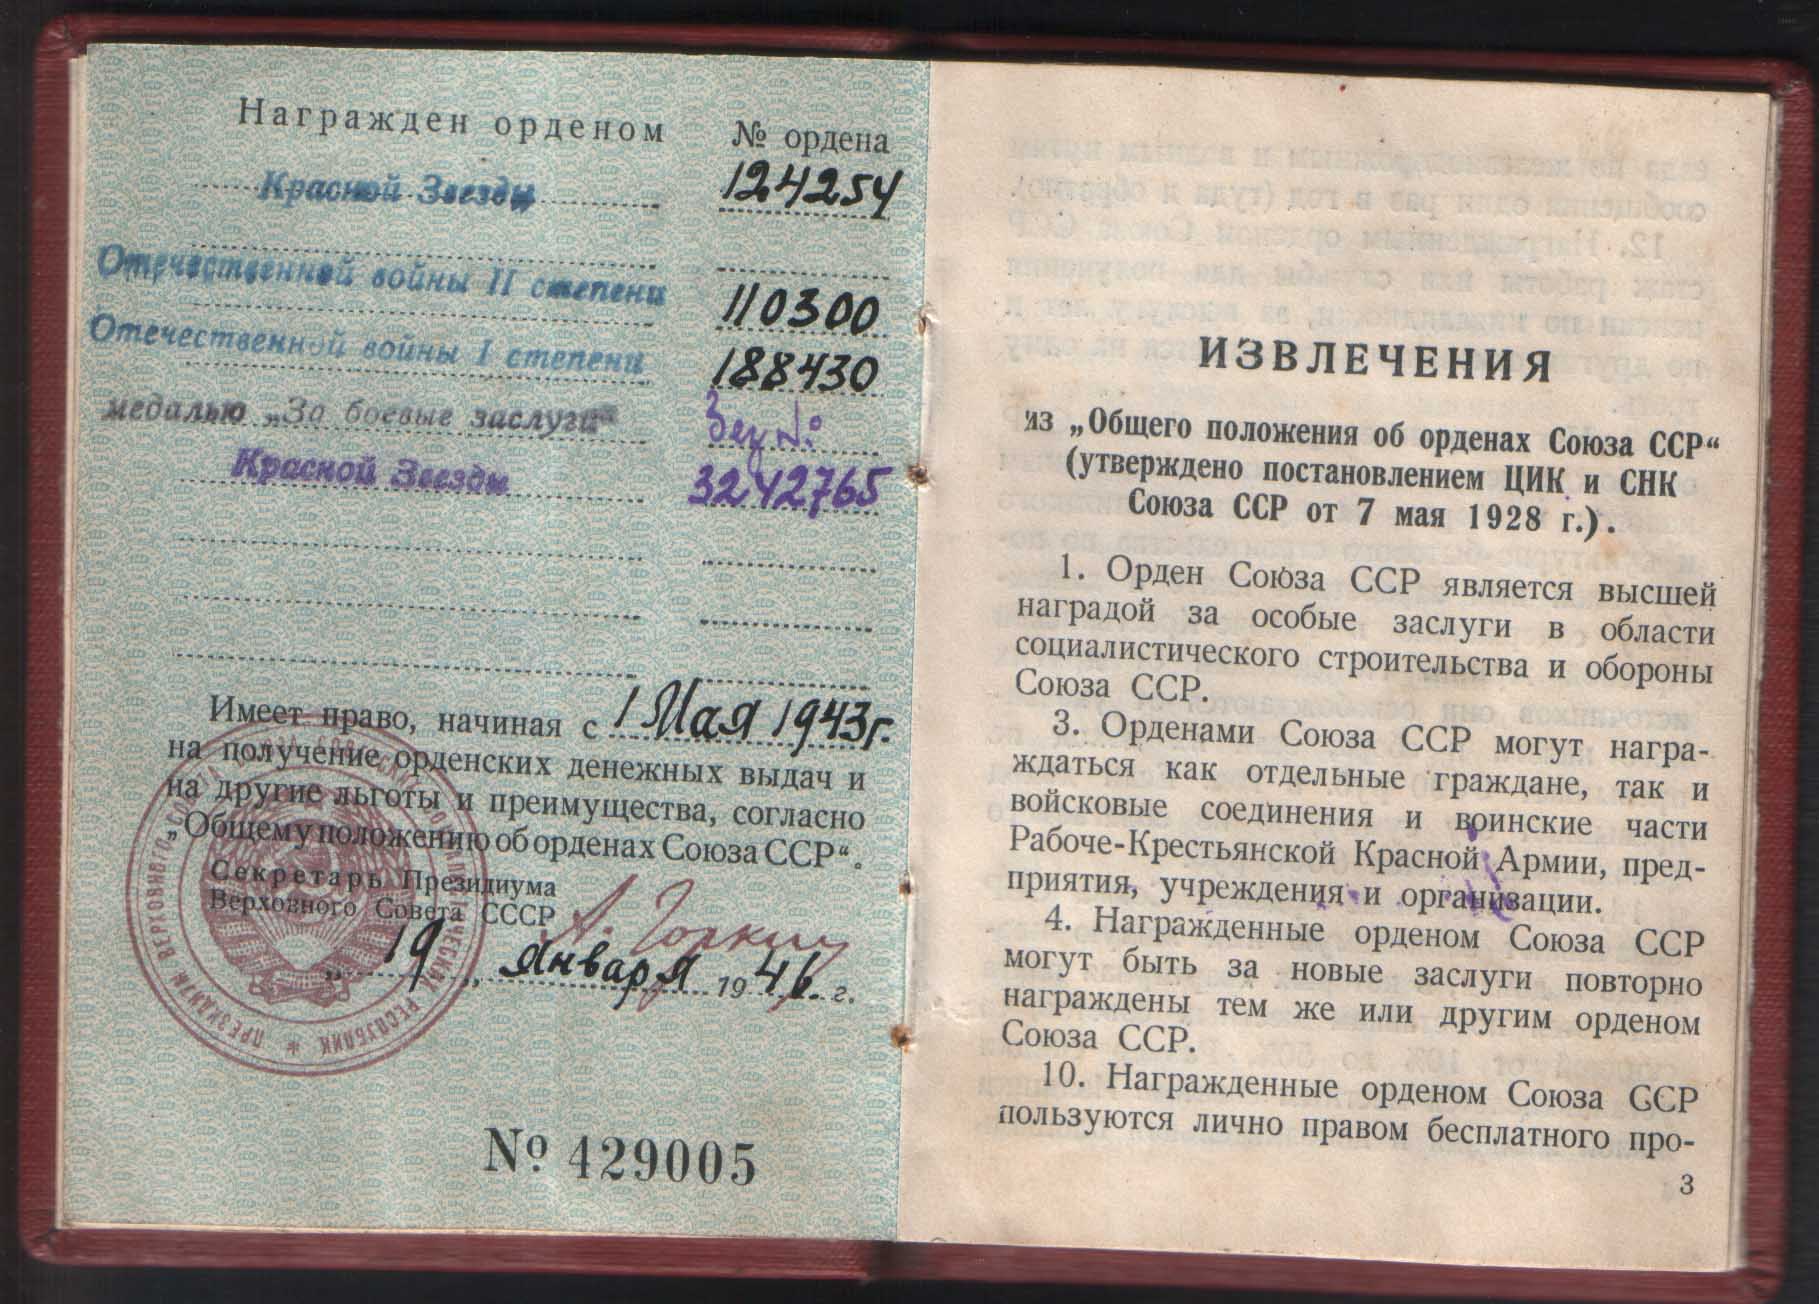 Награжден орденом № ордена
Красной Звезды 124254
Отечественной войны II степени 110300
Отечественной войны I степени 188430
медалью „За боевые заслуги“ Без №
Красной Звезды 3242765
Имеет право, начиная с 1 Мая 1943г.
на получение орденских денежных выдач и
на другие льготы и преимущества, согласно
„Общему положению об орденах Союза ССР“.
Секретарь Президиума
Верховного Совета СССР
А. Горкин
„ 19 „ января 1946 г.
№ 429005
ИЗВЛЕЧЕНИЯ
из „Общего положения об орденах Союза ССР“
(утверждено постановлением ЦИК и СНК
Союза ССР от 7 мая 1928 г.).
1. Орден Союза ССР является высшей
наградой за особые заслуги в области
социалистического строительства и обороны
Союза ССР.
3. Орденами Союза ССР могут награ-
ждаться как отдельные граждане, так и
войсковые соединения и воинские части
Рабоче-Крестьянской Красной Армии, пред-
приятия, учреждения и организации.
4. Награжденные орденом Союза ССР
могут быть за новые заслуги повторно
награждены тем же или другим орденом
Союза ССР.
10. Награжденные орденом Союза ССР
пользуются лично правом бесплатного про-
3